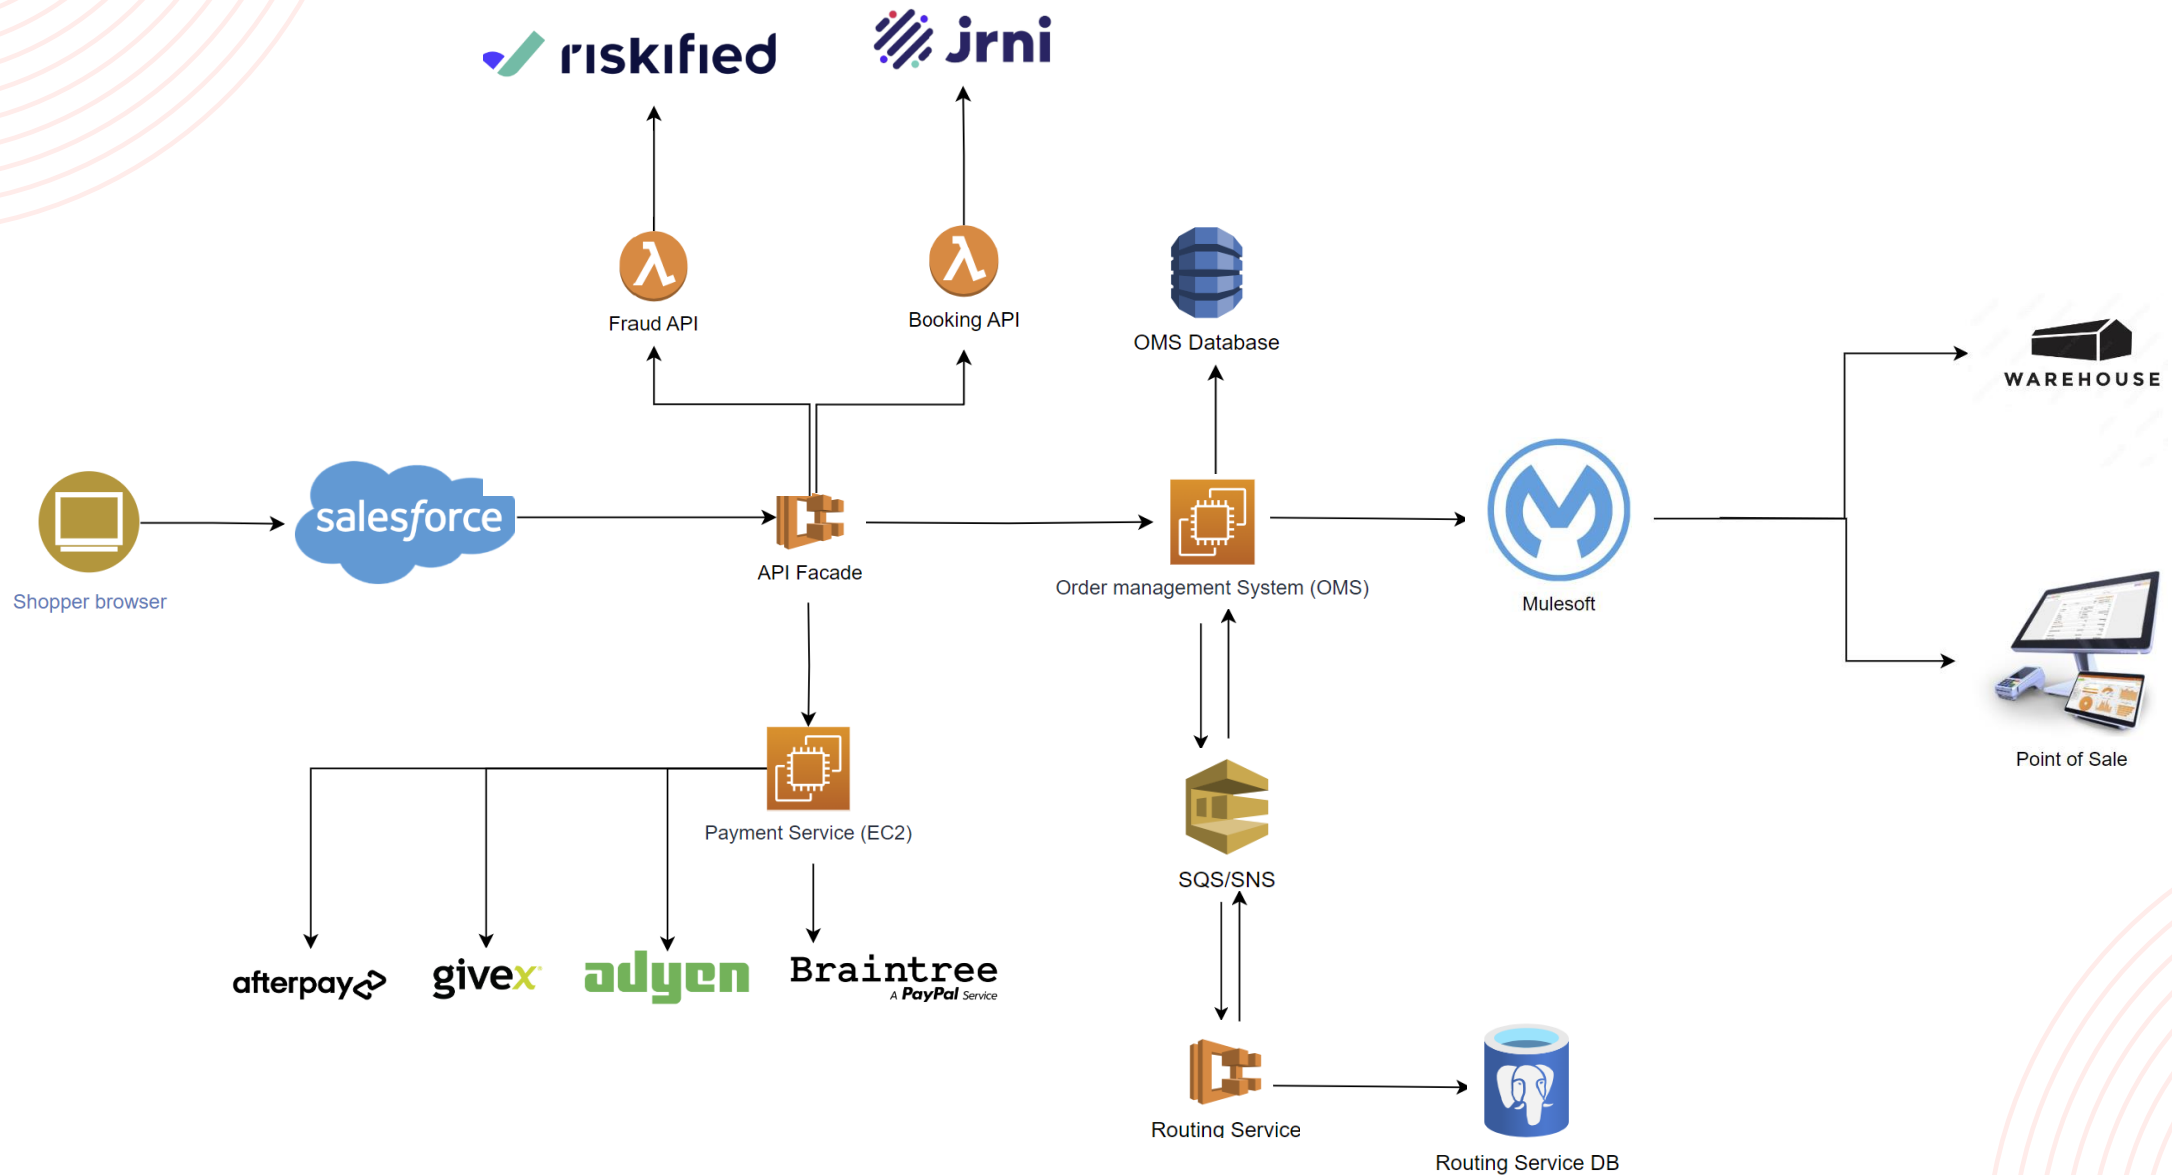 riskified
jrni
Fraud API
Booking API
OMS Database
WAREHOUSE
salesforce
Shopper browser
API Facade
Order management System (OMS)
Mulesoft
Point of Sale
Payment Service (EC2)
SQS/SNS
afterpay
givex
adyen
Braintree
A PayPal Service
Routing Service
Routing Service DB